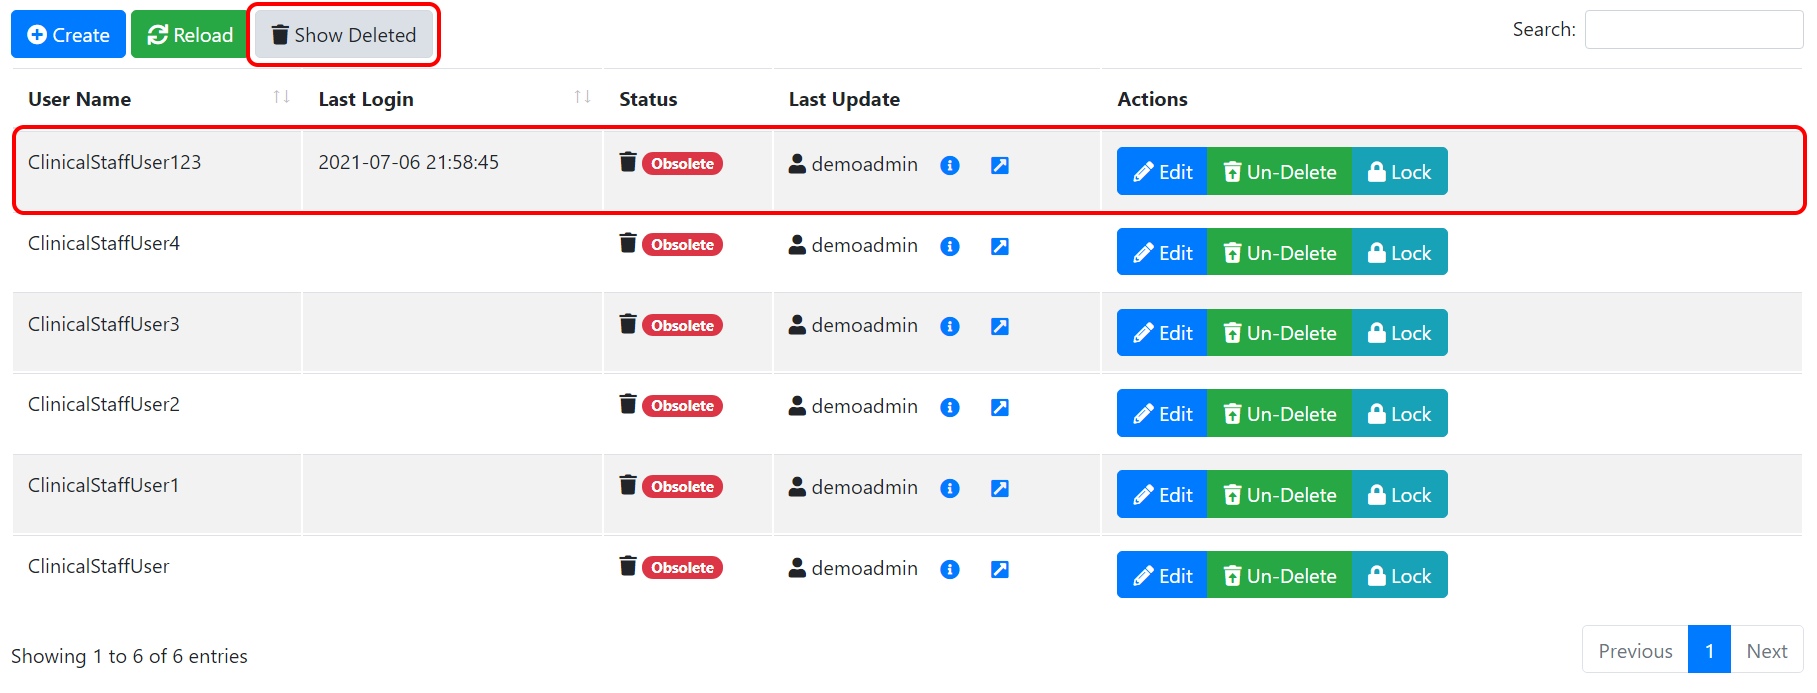 Create Reload Show Deleted Search:
User Name Last Login Status Last Update Actions
ClinicalStaffUser123 2021-07-06 21:58:45 Obsolete demoadmin Edit Un-Delete Lock
ClinicalStaffUser4 Obsolete demoadmin Edit Un-Delete Lock
ClinicalStaffUser3 Obsolete demoadmin Edit Un-Delete Lock
ClinicalStaffUser2 Obsolete demoadmin Edit Un-Delete Lock
ClinicalStaffUser1 Obsolete demoadmin Edit Un-Delete Lock
ClinicalStaffUser Obsolete demoadmin Edit Un-Delete Lock
Showing 1 to 6 of 6 entries Previous 1 Next